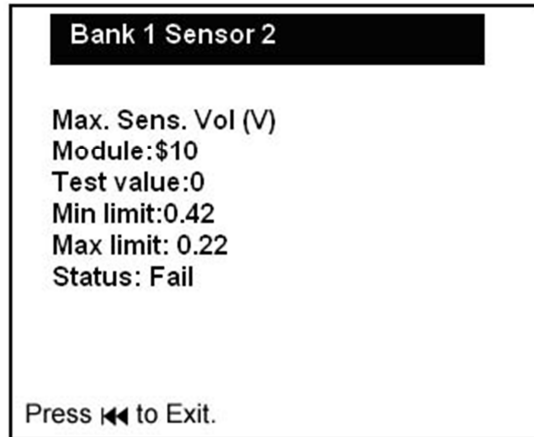 Bank 1 Sensor 2
Max. Sens. Vol (V)
Module:$10
Test value:0
Min limit:0.42
Max limit: 0.22
Status: Fail
Press ⏮ to Exit.